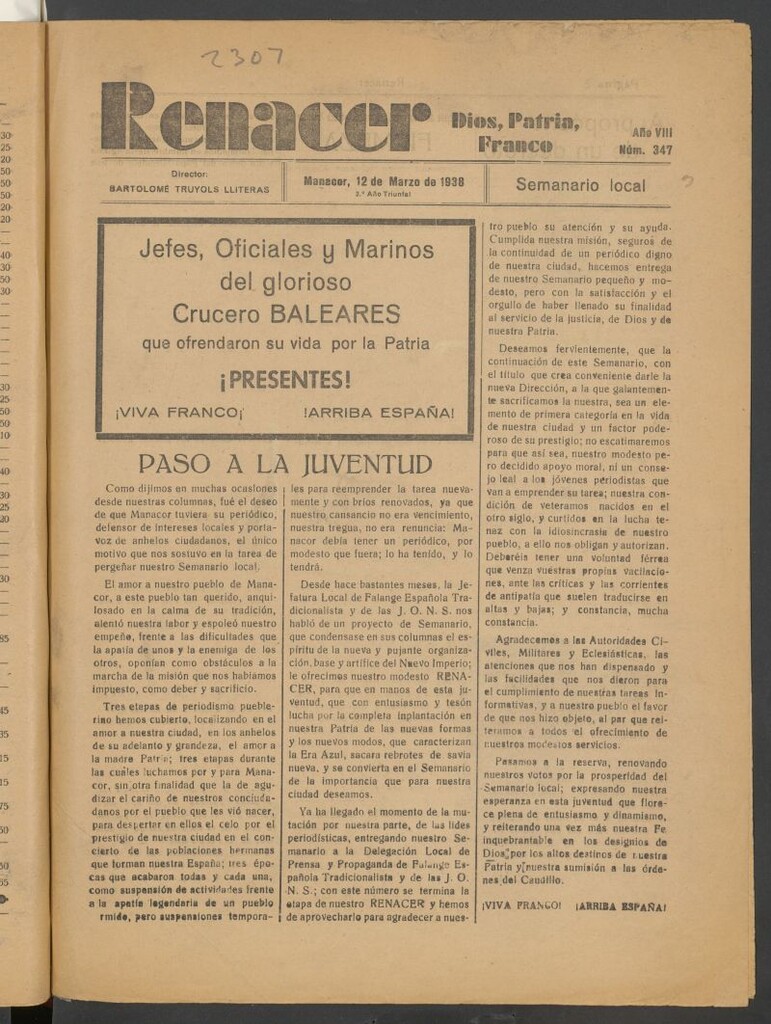 2307
Renacer
Dios, Patria,
Franco
Año VIII
Núm. 347
Director:
BARTOLOMÉ TRUYOLS LLITERAS
Manacor, 12 de Marzo de 1938
2.º Año Triunfal
Semanario local
Jefes, Oficiales y Marinos
del glorioso
Crucero BALEARES
que ofrendaron su vida por la Patria
¡PRESENTES!
¡VIVA FRANCO¡ !ARRIBA ESPAÑA!
PASO A LA JUVENTUD
Como dijimos en muchas ocasiones
desde nuestras columnas, fué el deseo
de que Manacor tuviera su periódico,
defensor de intereses locales y porta-
voz de anhelos ciudadanos, el único
motivo que nos sostuvo en la tarea de
pergeñar nuestro Semanario local.
El amor a nuestro pueblo de Mana-
cor, a este pueblo tan querido, anqui-
losado en la calma de su tradición,
alentó nuestra labor y espoleó nuestro
empeño, frente a las dificultades que
la apatía de unos y la enemiga de los
otros, oponían como obstáculos a la
marcha de la misión que nos habíamos
impuesto, como deber y sacrificio.
Tres etapas de periodismo pueble-
rino hemos cubierto, localizando en el
amor a nuestra ciudad, en los anhelos
de su adelanto y grandeza, el amor a
la madre Patria; tres etapas durante
las cuáles luchamos por y para Mana-
cor, sin otra finalidad que la de agu-
dizar el cariño de nuestros conciuda-
danos por el pueblo que les vió nacer,
para despertar en ellos el celo por el
prestigio de nuestra ciudad en el con-
cierto de las poblaciones hermanas
que forman nuestra España; tres épo-
cas que acabaron todas y cada una,
como suspensión de actividades frente
a la apatía legendaria de un pueblo
rmido, pero suspensiones tempora-
les para reemprender la tarea nueva-
mente y con bríos renovados, ya que
nuestro cansancio no era vencimiento,
nuestra tregua, no era renuncia: Ma-
nacor debía tener un periódico, por
modesto que fuera; lo ha tenido, y lo
tendrá.
Desde hace bastantes meses, la Je-
fatura Local de Falange Española Tra-
dicionalista y de las J. O. N. S. nos
habló de un proyecto de Semanario,
que condensase en sus columnas el es-
píritu de la nueva y pujante organiza-
ción, base y artífice del Nuevo Imperio;
le ofrecimos nuestro modesto RENA-
CER, para que en manos de esta ju-
ventud, que con entusiasmo y tesón
lucha por la completa implantación en
nuestra Patria de las nuevas formas
y los nuevos modos, que caracterizan
la Era Azul, sacara rebrotes de savia
nueva, y se convierta en el Semanario
de la importancia que para nuestra
ciudad deseamos.
Ya ha llegado el momento de la mu-
tación por nuestra parte, de las lides
periodísticas, entregando nuestro Se-
manario a la Delegación Local de
Prensa y Propaganda de Falange Es-
pañola Tradicionalista y de las J. O.
N. S.; con este número se termina la
etapa de nuestro RENACER y hemos
de aprovecharlo para agradecer a nues-
tro pueblo su atención y su ayuda.
Cumplida nuestra misión, seguros de
la continuidad de un periódico digno
de nuestra ciudad, hacemos entrega
de nuestro Semanario pequeño y mo-
desto, pero con la satisfacción y el
orgullo de haber llenado su finalidad
al servicio de la justicia, de Dios y de
nuestra Patria.
Deseamos fervientemente, que la
continuación de este Semanario, con
el título que crea conveniente darle la
nueva Dirección, a la que galantemen-
te sacrificamos la nuestra, sea un ele-
mento de primera categoría en la vida
de nuestra ciudad y un factor pode-
roso de su prestigio; no escatimaremos
para que así sea, nuestro modesto pe-
ro decidido apoyo moral, ni un conse-
jo leal a los jóvenes periodistas que
van a emprender su tarea; nuestra con-
dición de veteranos nacidos en el
otro siglo, y curtidos en la lucha te-
naz con la idiosincrasia de nuestro
pueblo, a ello nos obligan y autorizan.
Deberéis tener una voluntad férrea
que venza vuestras propias vacilacio-
nes, ante las críticas y las corrientes
de antipatía que suelen traducirse en
altas y bajas; y constancia, mucha
constancia.
Agradecemos a las Autoridades Ci-
viles, Militares y Eclesiásticas, las
atenciones que nos han dispensado y
las facilidades que nos dieron para
el cumplimiento de nuestras tareas in-
formativas, y a nuestro pueblo el favor
de que nos hizo objeto, al par que rei-
teramos a todos el ofrecimiento de
nuestros modestos servicios.
Pasamos a la reserva, renovando
nuestros votos por la prosperidad del
Semanario local; expresando nuestra
esperanza en esta juventud que flore-
ce plena de entusiasmo y dinamismo,
y reiterando una vez más nuestra Fe
inquebrantable en los designios de
Dios, por los altos destinos de nuestra
Patria y nuestra sumisión a las órde-
nes del Caudillo.
¡VIVA FRANCO! ¡ARRIBA ESPAÑA!